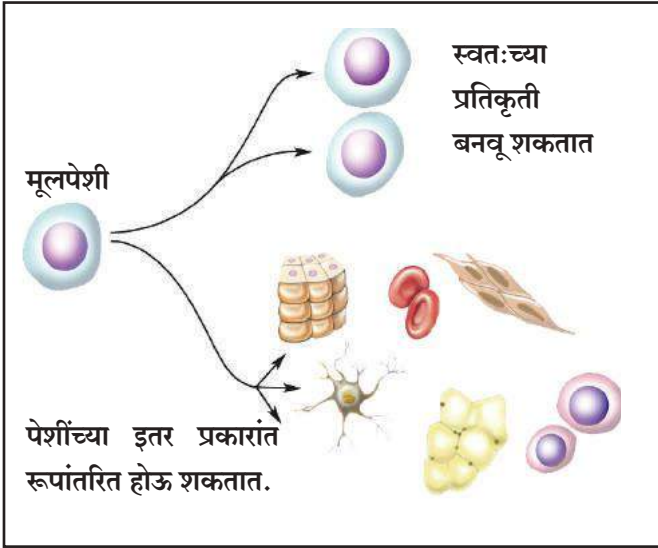 स्वतःच्या
प्रतिकृती
बनवू शकतात
मूलपेशी
पेशींच्या इतर प्रकारांत
रूपांतरित होऊ शकतात.